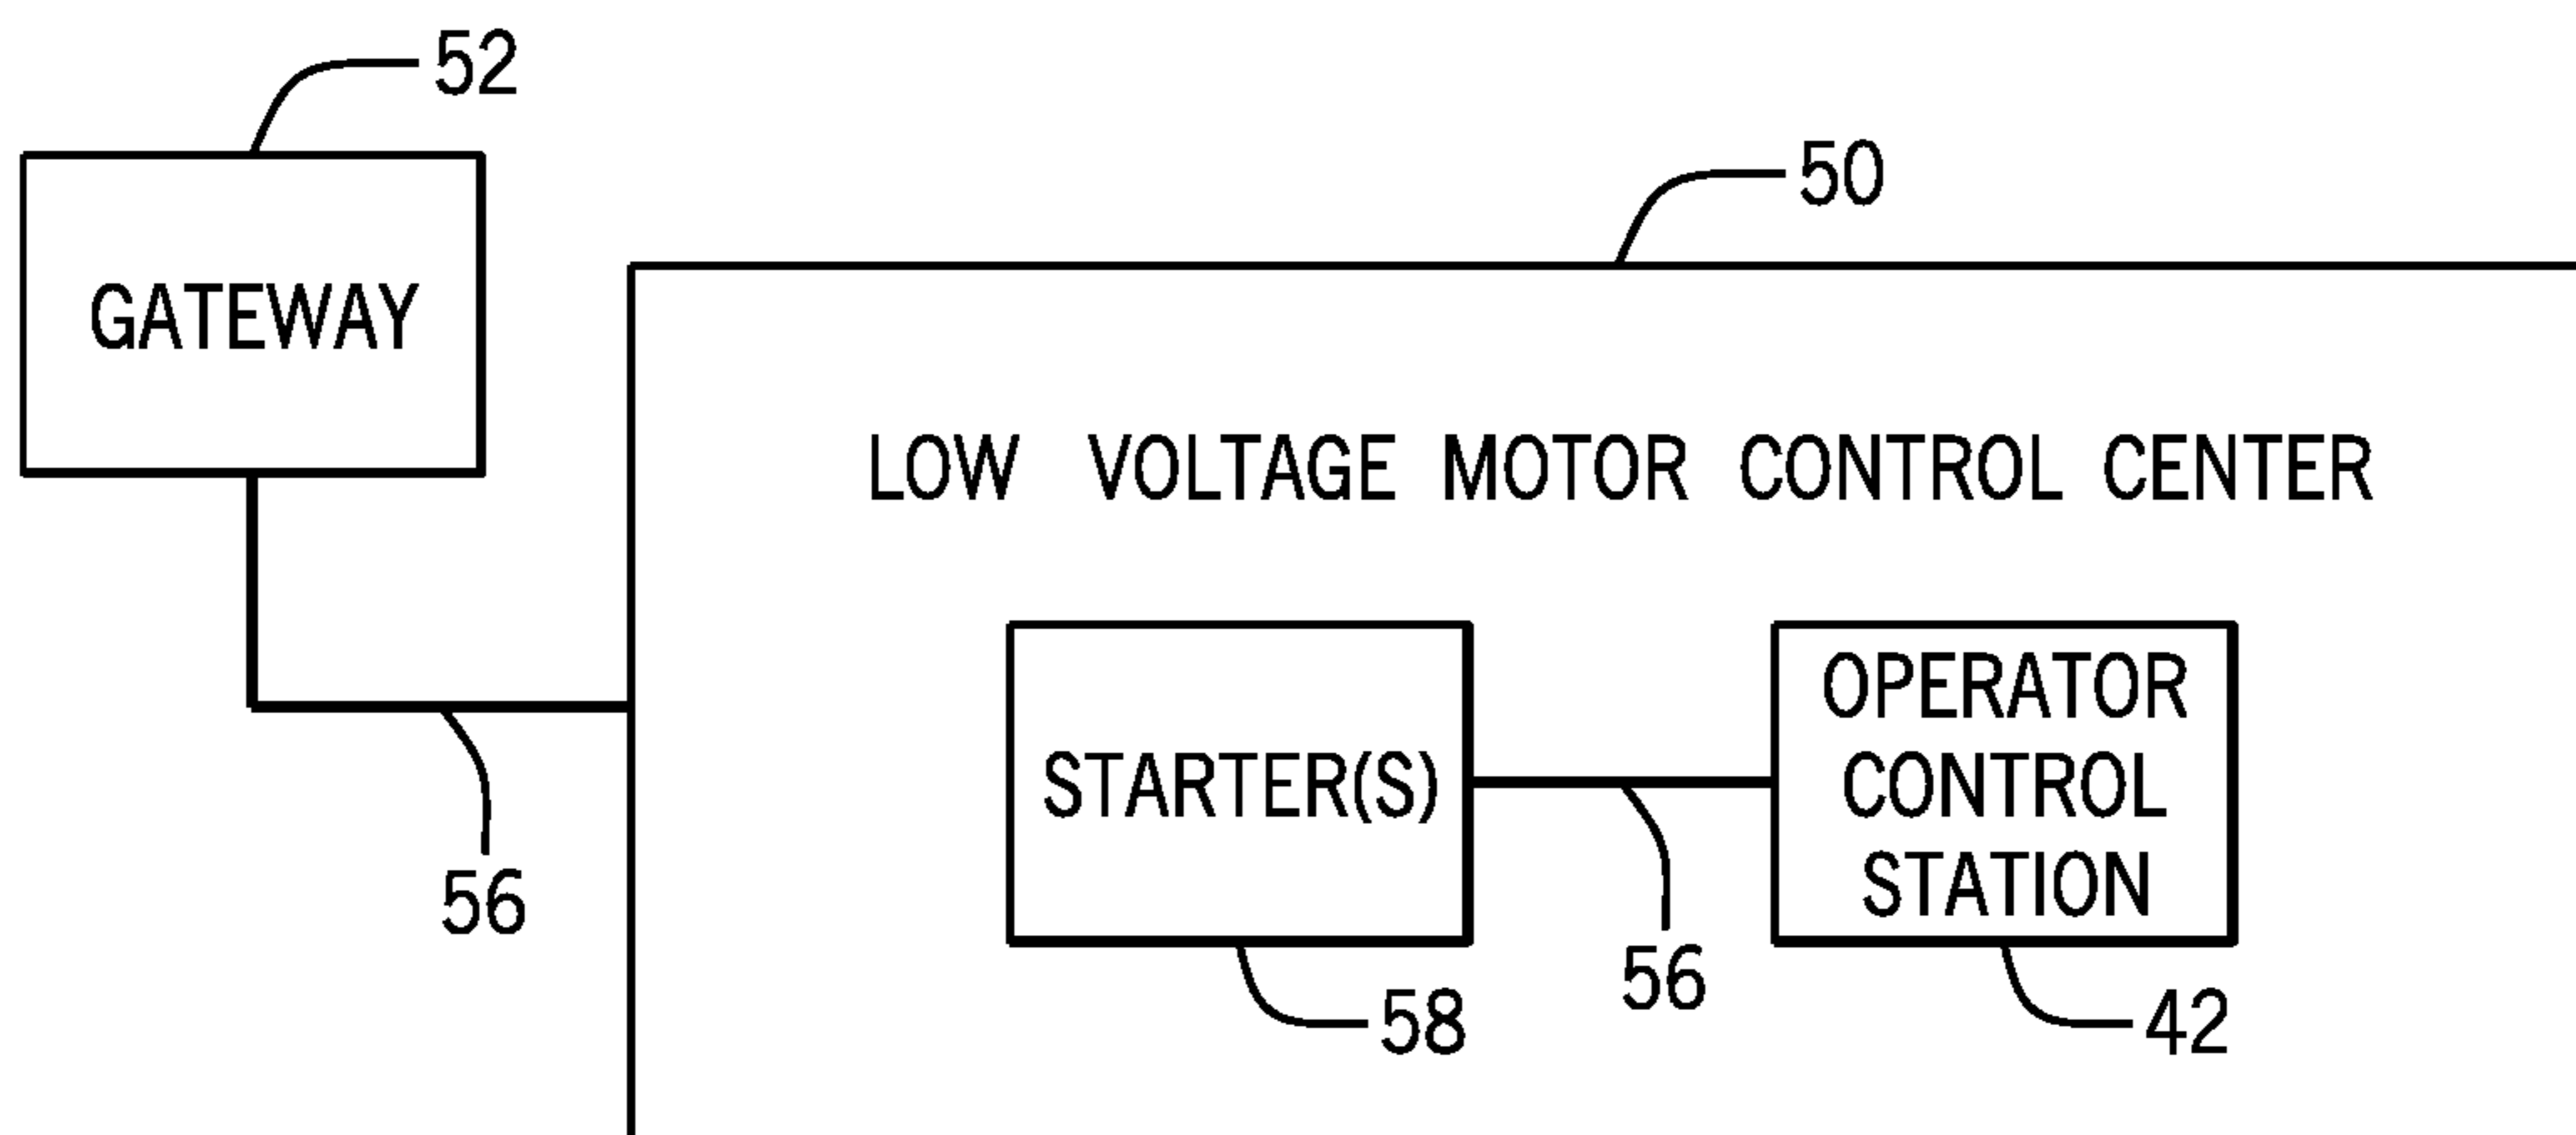 52
50
GATEWAY
LOW VOLTAGE MOTOR CONTROL CENTER
STARTER(S)
OPERATOR
CONTROL
STATION
56
56
58
42